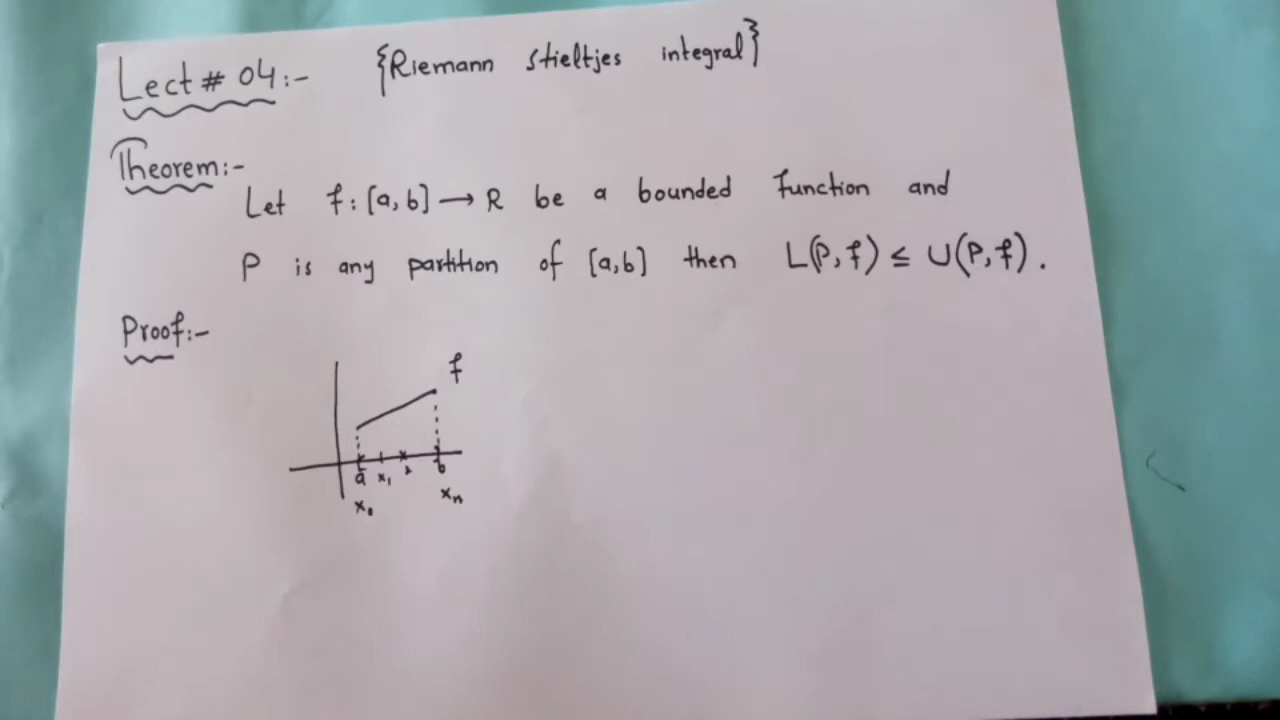 Lect # 04:- {Riemann stieltjes integral}
Theorem:-
Let f: [a, b] → R be a bounded function and
P is any partition of [a,b] then L(P, f) ≤ U(P, f).
Proof:-
f
a x₁ 2 b
x₀ xₙ